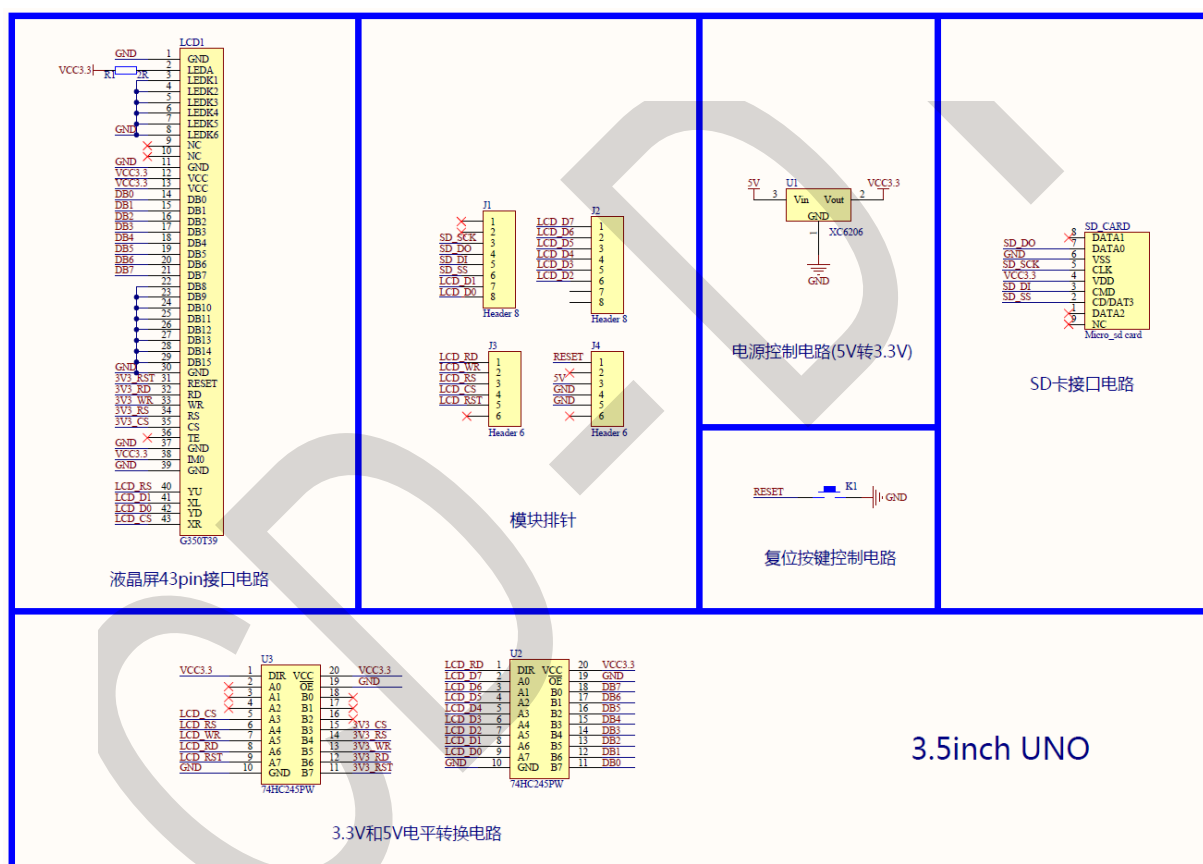 LCD1
GND 1 GND
VCC3.3 R1 2R 2 LEDA
3 LEDK1
4 LEDK2
5 LEDK3
6 LEDK4
7 LEDK5
GND 8 LEDK6
9 NC
10 NC
GND 11 GND
VCC3.3 12 VCC
VCC3.3 13 VCC
DB0 14 DB0
DB1 15 DB1
DB2 16 DB2
DB3 17 DB3
DB4 18 DB4
DB5 19 DB5
DB6 20 DB6
DB7 21 DB7
22 DB8
23 DB9
24 DB10
25 DB11
26 DB12
27 DB13
28 DB14
29 DB15
GND 30 GND
3V3_RST 31 RESET
3V3_RD 32 RD
3V3_WR 33 WR
3V3_RS 34 RS
3V3_CS 35 CS
36 TE
GND 37 GND
VCC3.3 38 IM0
GND 39 GND
LCD_RS 40 YU
LCD_D1 41 XL
LCD_D0 42 YD
LCD_CS 43 XR
G350T39
液晶屏43pin接口电路
J1
1
2
SD_SCK 3
SD_DO 4
SD_DI 5
SD_SS 6
LCD_D1 7
LCD_D0 8
Header 8
J2
LCD_D7 1
LCD_D6 2
LCD_D5 3
LCD_D4 4
LCD_D3 5
LCD_D2 6
7
8
Header 8
J3
LCD_RD 1
LCD_WR 2
LCD_RS 3
LCD_CS 4
LCD_RST 5
6
Header 6
J4
RESET 1
2
5V 3
GND 4
GND 5
6
Header 6
模块排针
5V 3 U1 Vin Vout 2 VCC3.3
GND
1 XC6206
GND
电源控制电路(5V转3.3V)
RESET K1 GND
复位按键控制电路
SD_CARD
8 DATA1
SD_DO 7 DATA0
GND 6 VSS
SD_SCK 5 CLK
VCC3.3 4 VDD
SD_DI 3 CMD
SD_SS 2 CD/DAT3
1 DATA2
9 NC
Micro_sd card
SD卡接口电路
U3
VCC3.3 1 DIR VCC 20 VCC3.3
2 A0 OE 19 GND
3 A1 B0 18
4 A2 B1 17
LCD_CS 5 A3 B2 16
LCD_RS 6 A4 B3 15 3V3_CS
LCD_WR 7 A5 B4 14 3V3_RS
LCD_RD 8 A6 B5 13 3V3_WR
LCD_RST 9 A7 B6 12 3V3_RD
GND 10 GND B7 11 3V3_RST
74HC245PW
U2
LCD_RD 1 DIR VCC 20 VCC3.3
LCD_D7 2 A0 OE 19 GND
LCD_D6 3 A1 B0 18 DB7
LCD_D5 4 A2 B1 17 DB6
LCD_D4 5 A3 B2 16 DB5
LCD_D3 6 A4 B3 15 DB4
LCD_D2 7 A5 B4 14 DB3
LCD_D1 8 A6 B5 13 DB2
LCD_D0 9 A7 B6 12 DB1
GND 10 GND B7 11 DB0
74HC245PW
3.3V和5V电平转换电路
3.5inch UNO